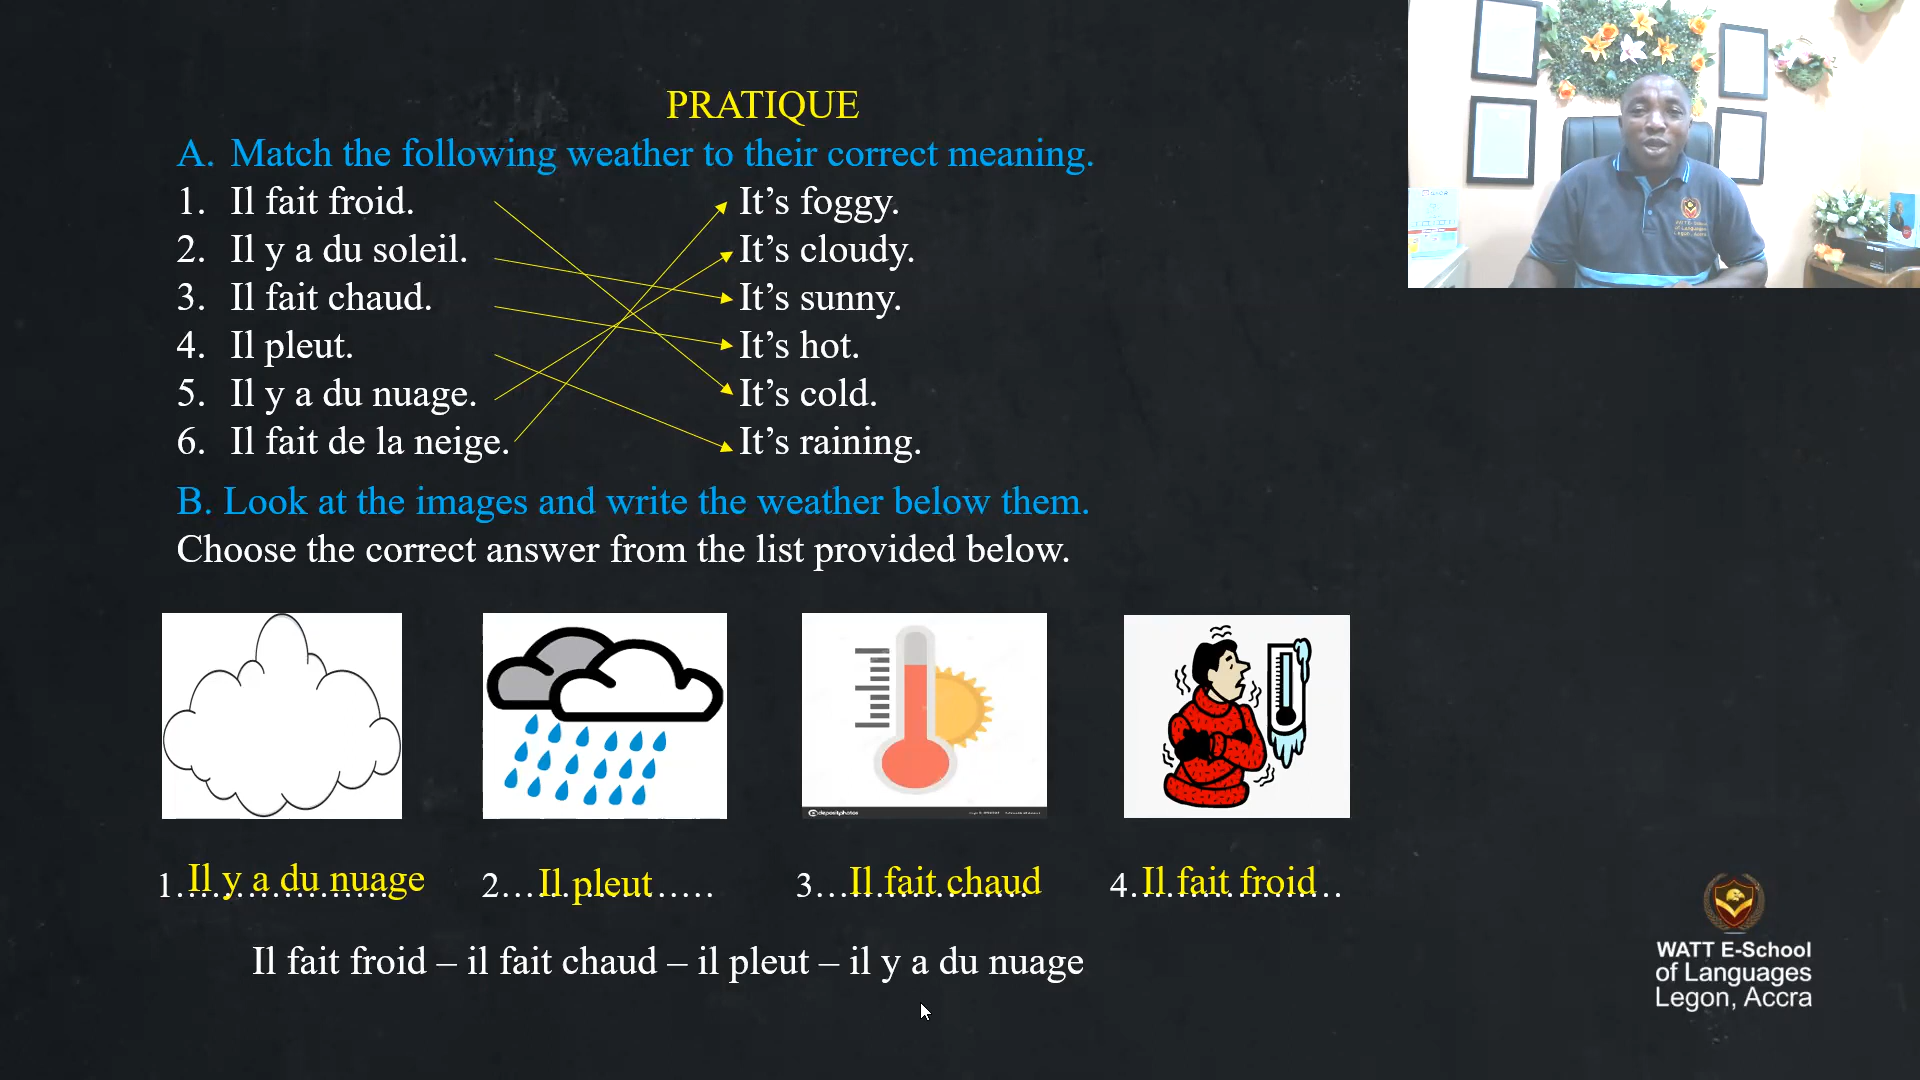 PRATIQUE
A. Match the following weather to their correct meaning.
1. Il fait froid. It's foggy.
2. Il y a du soleil. It's cloudy.
3. Il fait chaud. It's sunny.
4. Il pleut. It's hot.
5. Il y a du nuage. It's cold.
6. Il fait de la neige. It's raining.
B. Look at the images and write the weather below them.
Choose the correct answer from the list provided below.
depositphotos
1. Il y a du nuage 2... Il pleut ..... 3... Il fait chaud 4. Il fait froid ..
Il fait froid – il fait chaud – il pleut – il y a du nuage
WATT E-School
of Languages
Legon, Accra